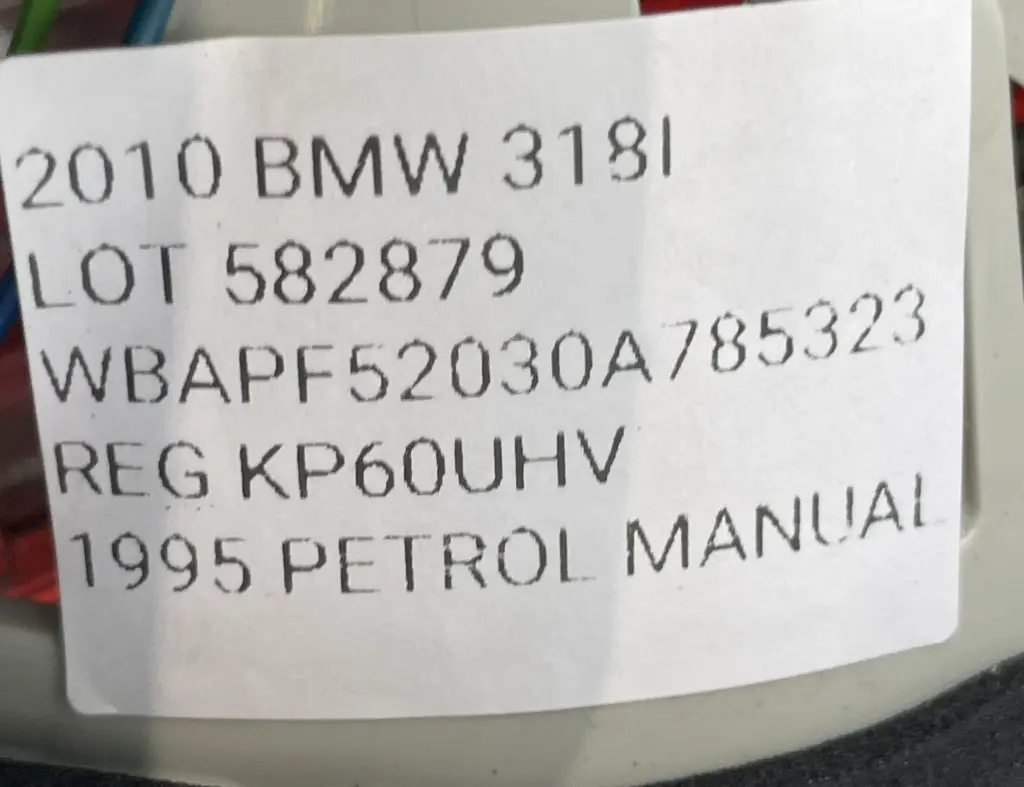 2010 BMW 318I
LOT 582879
WBAPF52030A785323
REG KP60UHV
1995 PETROL MANUAL